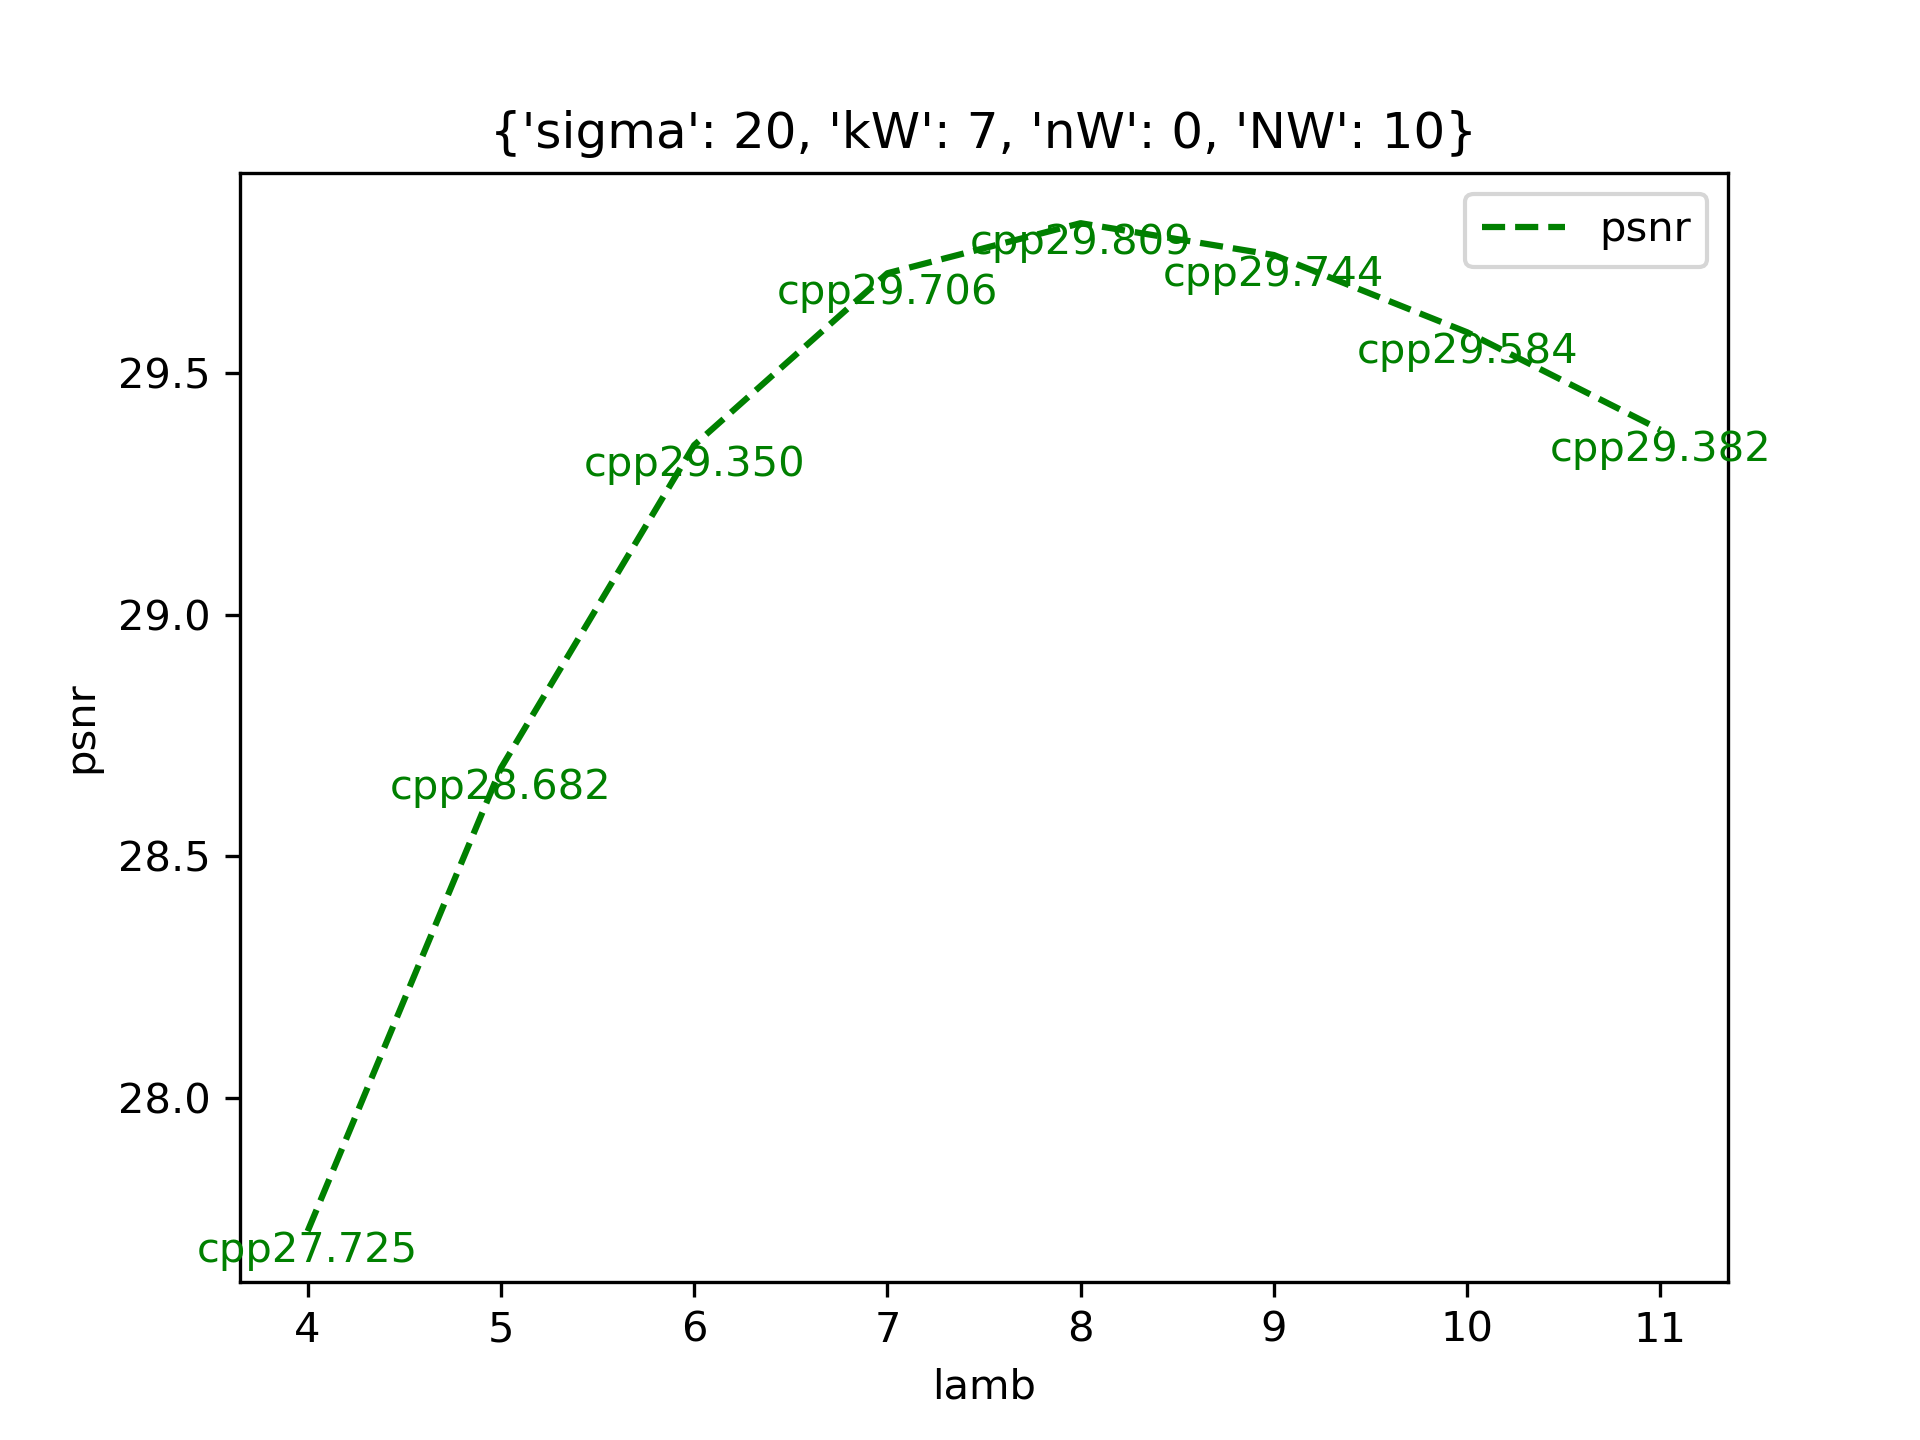 {'sigma': 20, 'kW': 7, 'nW': 0, 'NW': 10}
psnr
cpp29.809
cpp29.744
cpp29.706
cpp29.584
29.5
cpp29.382
cpp29.350
29.0
psnr
cpp28.682
28.5
28.0
cpp27.725
4 5 6 7 8 9 10 11
lamb